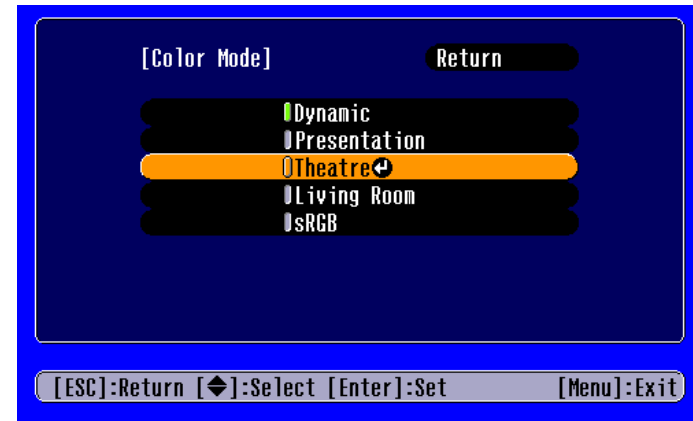 [Color Mode] Return
Dynamic
Presentation
Theatre
Living Room
sRGB
[ESC]:Return [◆]:Select [Enter]:Set [Menu]:Exit